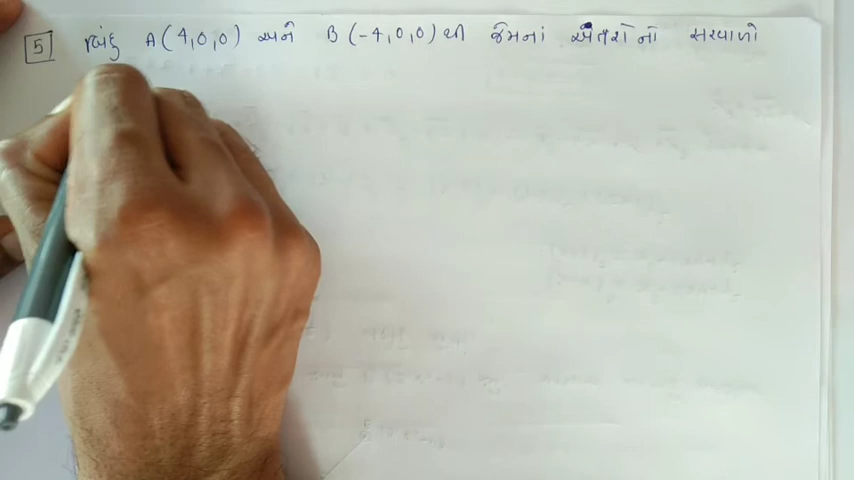 5 બિંદુ A(4,0,0) અને B(-4,0,0) થી જેમનાં અંતરોનો સરવાળો